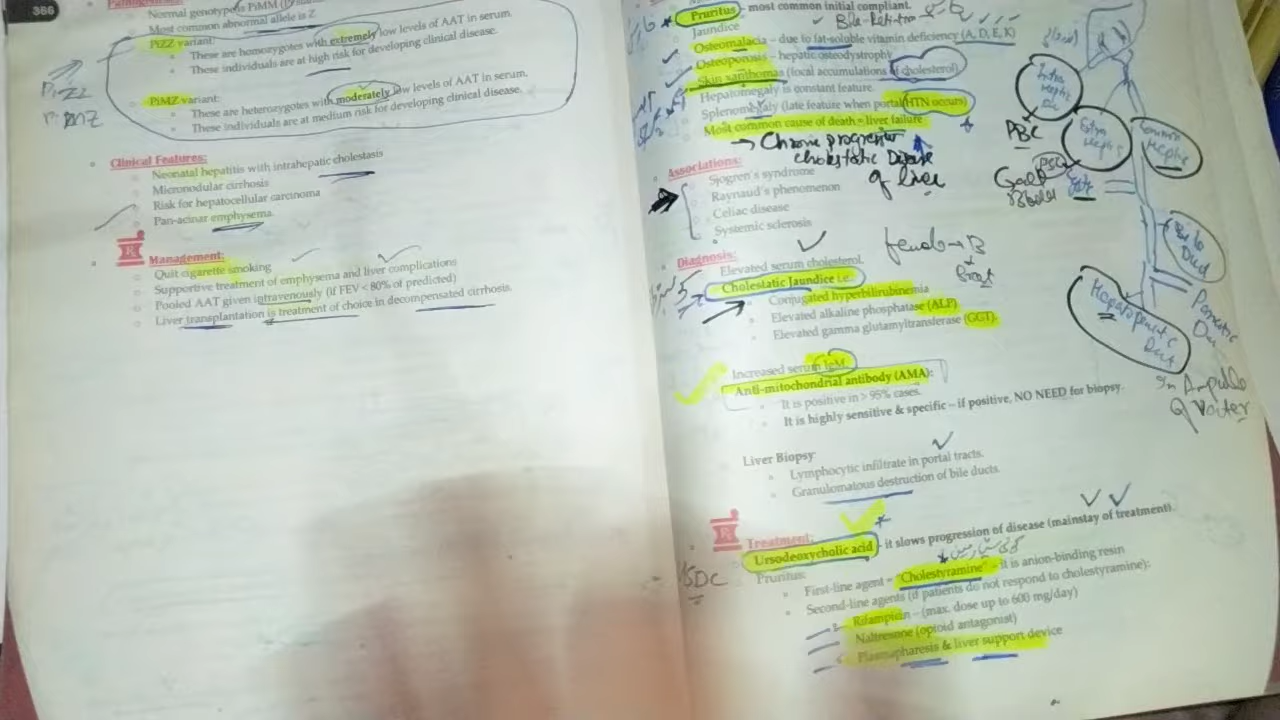 386
Normal genotype is PiMM
Most common abnormal allele is Z
PiZZ variant:
These are homozygotes with extremely low levels of AAT in serum.
These individuals are at high risk for developing clinical disease.
PiZZ
PiMZ variant:
These are heterozygotes with moderately low levels of AAT in serum.
These individuals are at medium risk for developing clinical disease.
Clinical Features:
Neonatal hepatitis with intrahepatic cholestasis
Micronodular cirrhosis
Risk for hepatocellular carcinoma
Pan-acinar emphysema
Management:
Quit cigarette smoking
Supportive treatment of emphysema and liver complications
Pooled AAT given intravenously (if FEV < 80% of predicted)
Liver transplantation is treatment of choice in decompensated cirrhosis.
Pruritus - most common initial compliant.
Jaundice
Osteomalacia – due to fat-soluble vitamin deficiency (A, D, E, K)
Osteoporosis – hepatic osteodystrophy
Skin xanthomas (local accumulations of cholesterol)
Hepatomegaly is constant feature.
Splenomegaly (late feature when portal HTN occurs)
Most common cause of death = liver failure
→ Chronic progressive
cholestatic Disease
of liver
Associations:
Sjogren's syndrome
Raynaud's phenomenon
Celiac disease
Systemic sclerosis
PBC
PSC
Common
Hepatic
Pancreatic
Hepatopancreatic
Duct
In Ampulla
of Vater
Diagnosis:
Elevated serum cholesterol.
Cholestatic Jaundice i.e.
Conjugated hyperbilirubinemia
Elevated alkaline phosphatase (ALP)
Elevated gamma glutamyltransferase (GGT).
Increased serum IgM
Anti-mitochondrial antibody (AMA):
It is positive in > 95% cases.
It is highly sensitive & specific – if positive, NO NEED for biopsy.
Liver Biopsy:
Lymphocytic infiltrate in portal tracts.
Granulomatous destruction of bile ducts.
Treatment:
Ursodeoxycholic acid - it slows progression of disease (mainstay of treatment).
Pruritus:
First-line agent = "Cholestyramine" – it is anion-binding resin
Second-line agents (if patients do not respond to cholestyramine):
Rifampicin – (max. dose up to 600 mg/day)
Naltrexone (opioid antagonist)
Plasmapharesis & liver support device